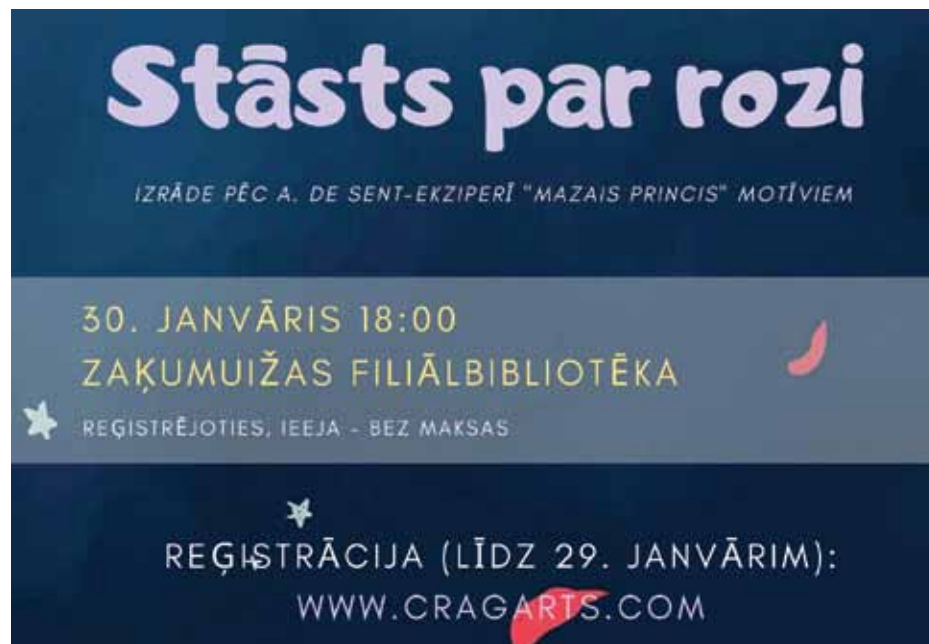 Stāsts par rozi
IZRĀDE PĒC A. DE SENT-EKZIPERĪ "MAZAIS PRINCIS" MOTĪVIEM
30. JANVĀRIS 18:00
ZAĶUMUIŽAS FILIĀLBIBLIOTĒKA
REĢISTRĒJOTIES, IEEJA - BEZ MAKSAS
REĢISTRĀCIJA (LĪDZ 29. JANVĀRIM):
WWW.CRAGARTS.COM